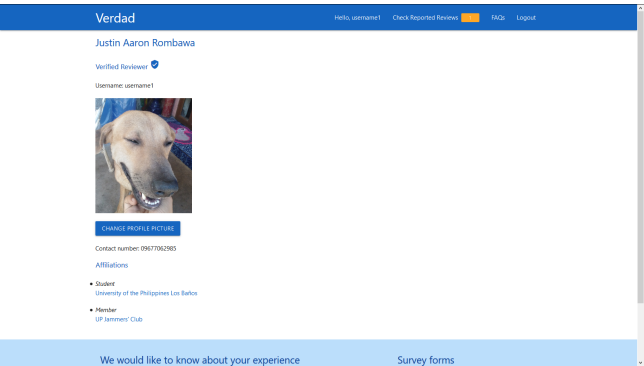 Verdad
Hello, username1 Check Reported Reviews FAQs Logout
Justin Aaron Rombawa
Verified Reviewer
Username: username1
CHANGE PROFILE PICTURE
Contact number: 09677062985
Affiliations
Student
University of the Philippines Los Baños
Member
UP Jammers' Club
We would like to know about your experience
Survey forms